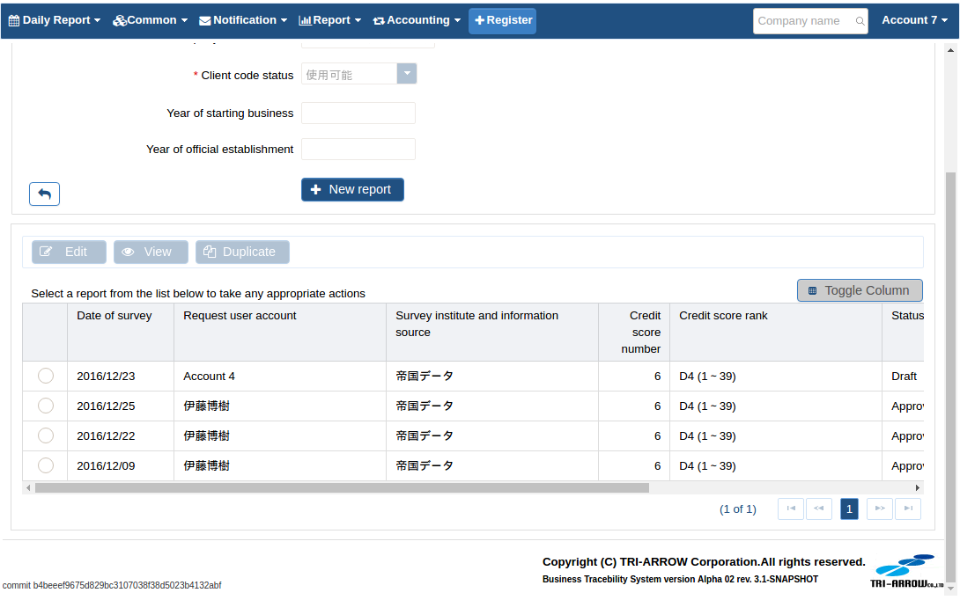 Daily Report Common Notification Report Accounting Register Company name Account 7
* Client code status 使用可能
Year of starting business
Year of official establishment
New report
Edit View Duplicate
Select a report from the list below to take any appropriate actions
Toggle Column
Date of survey Request user account Survey institute and information source Credit score number Credit score rank Status
2016/12/23 Account 4 帝国データ 6 D4 (1 ~ 39) Draft
2016/12/25 伊藤博樹 帝国データ 6 D4 (1 ~ 39) Appro
2016/12/22 伊藤博樹 帝国データ 6 D4 (1 ~ 39) Appro
2016/12/09 伊藤博樹 帝国データ 6 D4 (1 ~ 39) Appro
(1 of 1) 1
Copyright (C) TRI-ARROW Corporation.All rights reserved.
Business Tracebility System version Alpha 02 rev. 3.1-SNAPSHOT
TRI-ARROW
commit b4beeef9675d829bc3107038f38d5023b4132abf